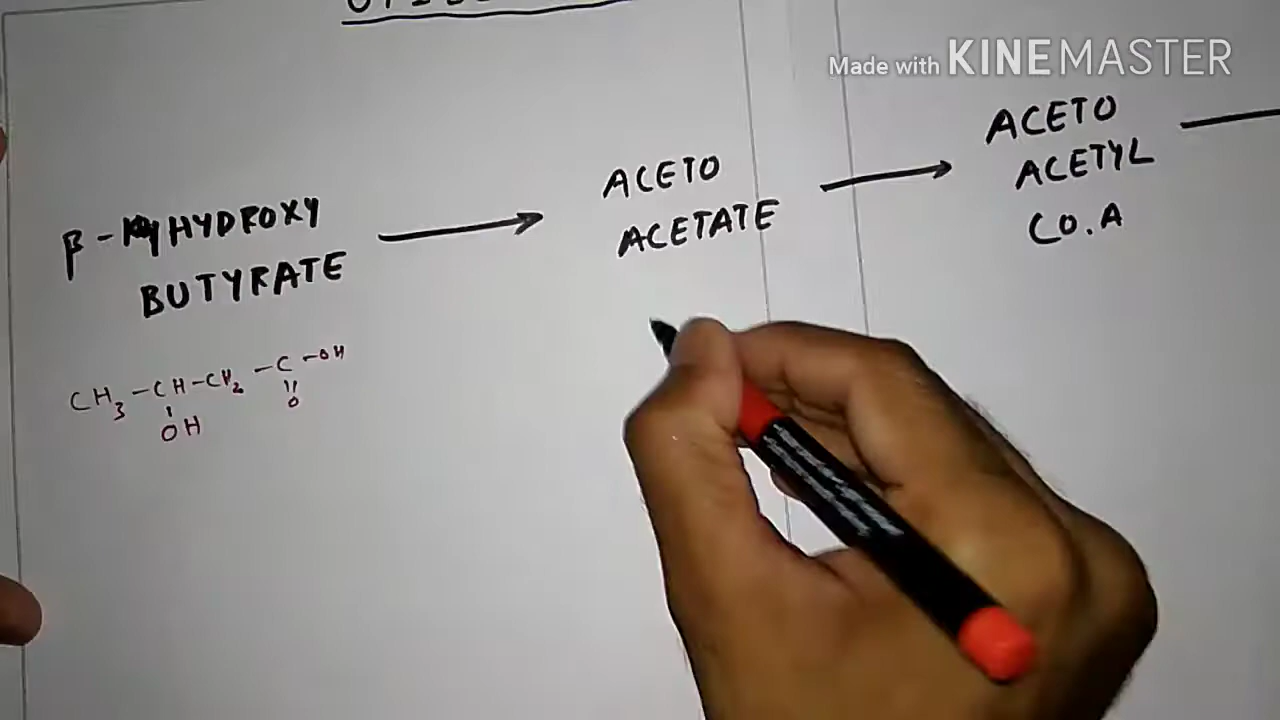 Made with KINEMASTER
β-HYDROXY
BUTYRATE
ACETO
ACETATE
ACETO
ACETYL
CO.A
CH3-CH-CH2-C-OH
OH
O